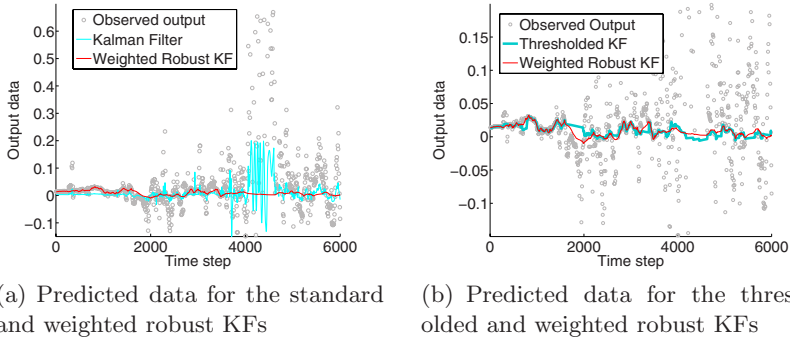 0.6
0.5
0.4
0.3
0.2
0.1
0
−0.1
Output data
Observed output
Kalman Filter
Weighted Robust KF
0 2000 4000 6000
Time step
0.15
0.1
0.05
0
−0.05
−0.1
Output data
Observed Output
Thresholded KF
Weighted Robust KF
0 2000 4000 6000
Time step
(a) Predicted data for the standard
and weighted robust KFs
(b) Predicted data for the thres
olded and weighted robust KFs